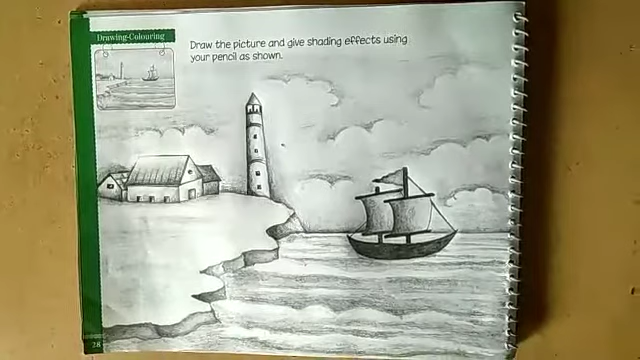 Drawing-Colouring
Draw the picture and give shading effects using
your pencil as shown.
28